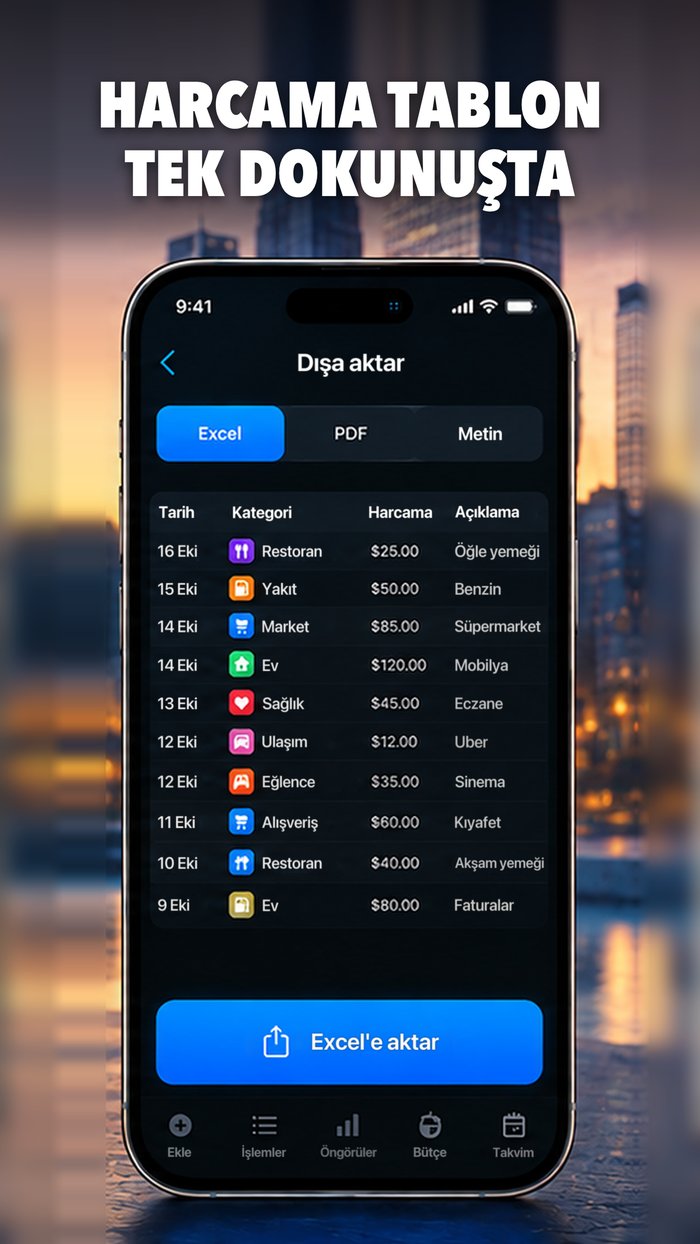 HARCAMA TABLON
TEK DOKUNUŞTA
9:41
Dışa aktar
Excel PDF Metin
Tarih Kategori Harcama Açıklama
16 Eki Restoran $25.00 Öğle yemeği
15 Eki Yakıt $50.00 Benzin
14 Eki Market $85.00 Süpermarket
14 Eki Ev $120.00 Mobilya
13 Eki Sağlık $45.00 Eczane
12 Eki Ulaşım $12.00 Uber
12 Eki Eğlence $35.00 Sinema
11 Eki Alışveriş $60.00 Kıyafet
10 Eki Restoran $40.00 Akşam yemeği
9 Eki Ev $80.00 Faturalar
Excel'e aktar
Ekle İşlemler Öngörüler Bütçe Takvim